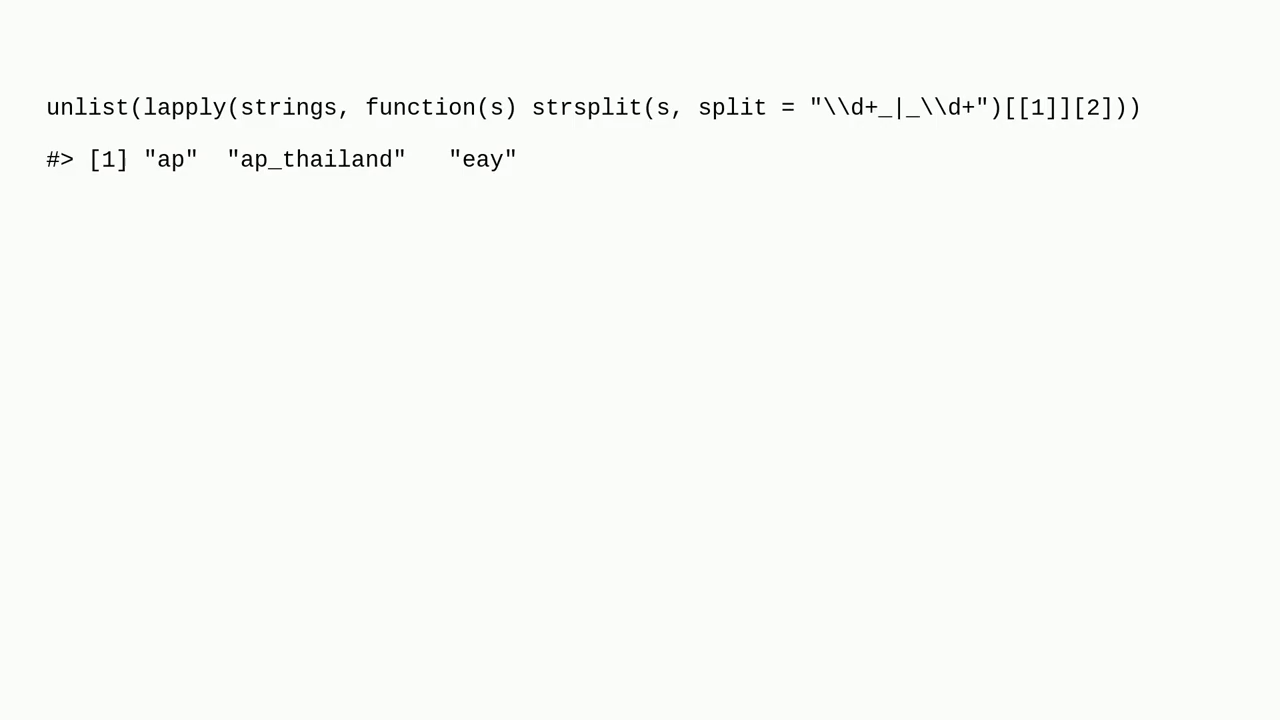 unlist(lapply(strings, function(s) strsplit(s, split = "\\d+_|_\\d+")[[1]][2]))
#> [1] "ap"  "ap_thailand"   "eay"